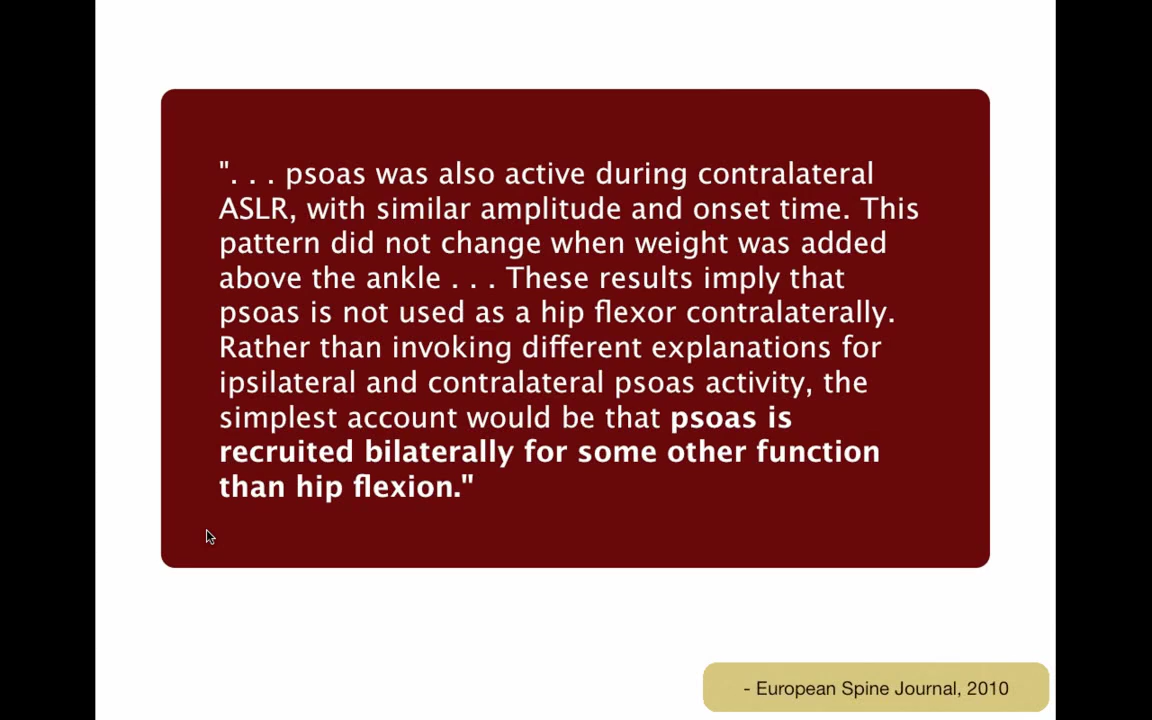 ". . . psoas was also active during contralateral
ASLR, with similar amplitude and onset time. This
pattern did not change when weight was added
above the ankle . . . These results imply that
psoas is not used as a hip flexor contralaterally.
Rather than invoking different explanations for
ipsilateral and contralateral psoas activity, the
simplest account would be that psoas is
recruited bilaterally for some other function
than hip flexion."
- European Spine Journal, 2010